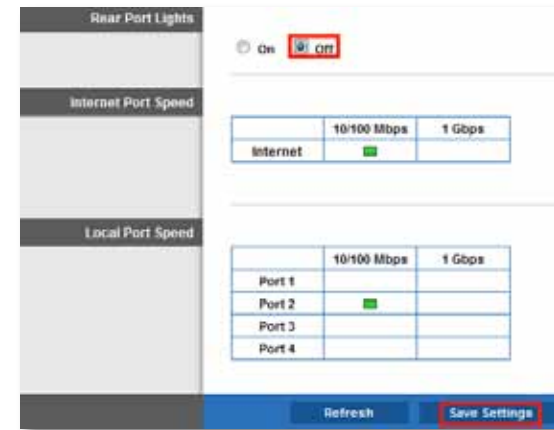 Rear Port Lights
On Off
Internet Port Speed
10/100 Mbps 1 Gbps
Internet
Local Port Speed
10/100 Mbps 1 Gbps
Port 1
Port 2
Port 3
Port 4
Refresh Save Settings